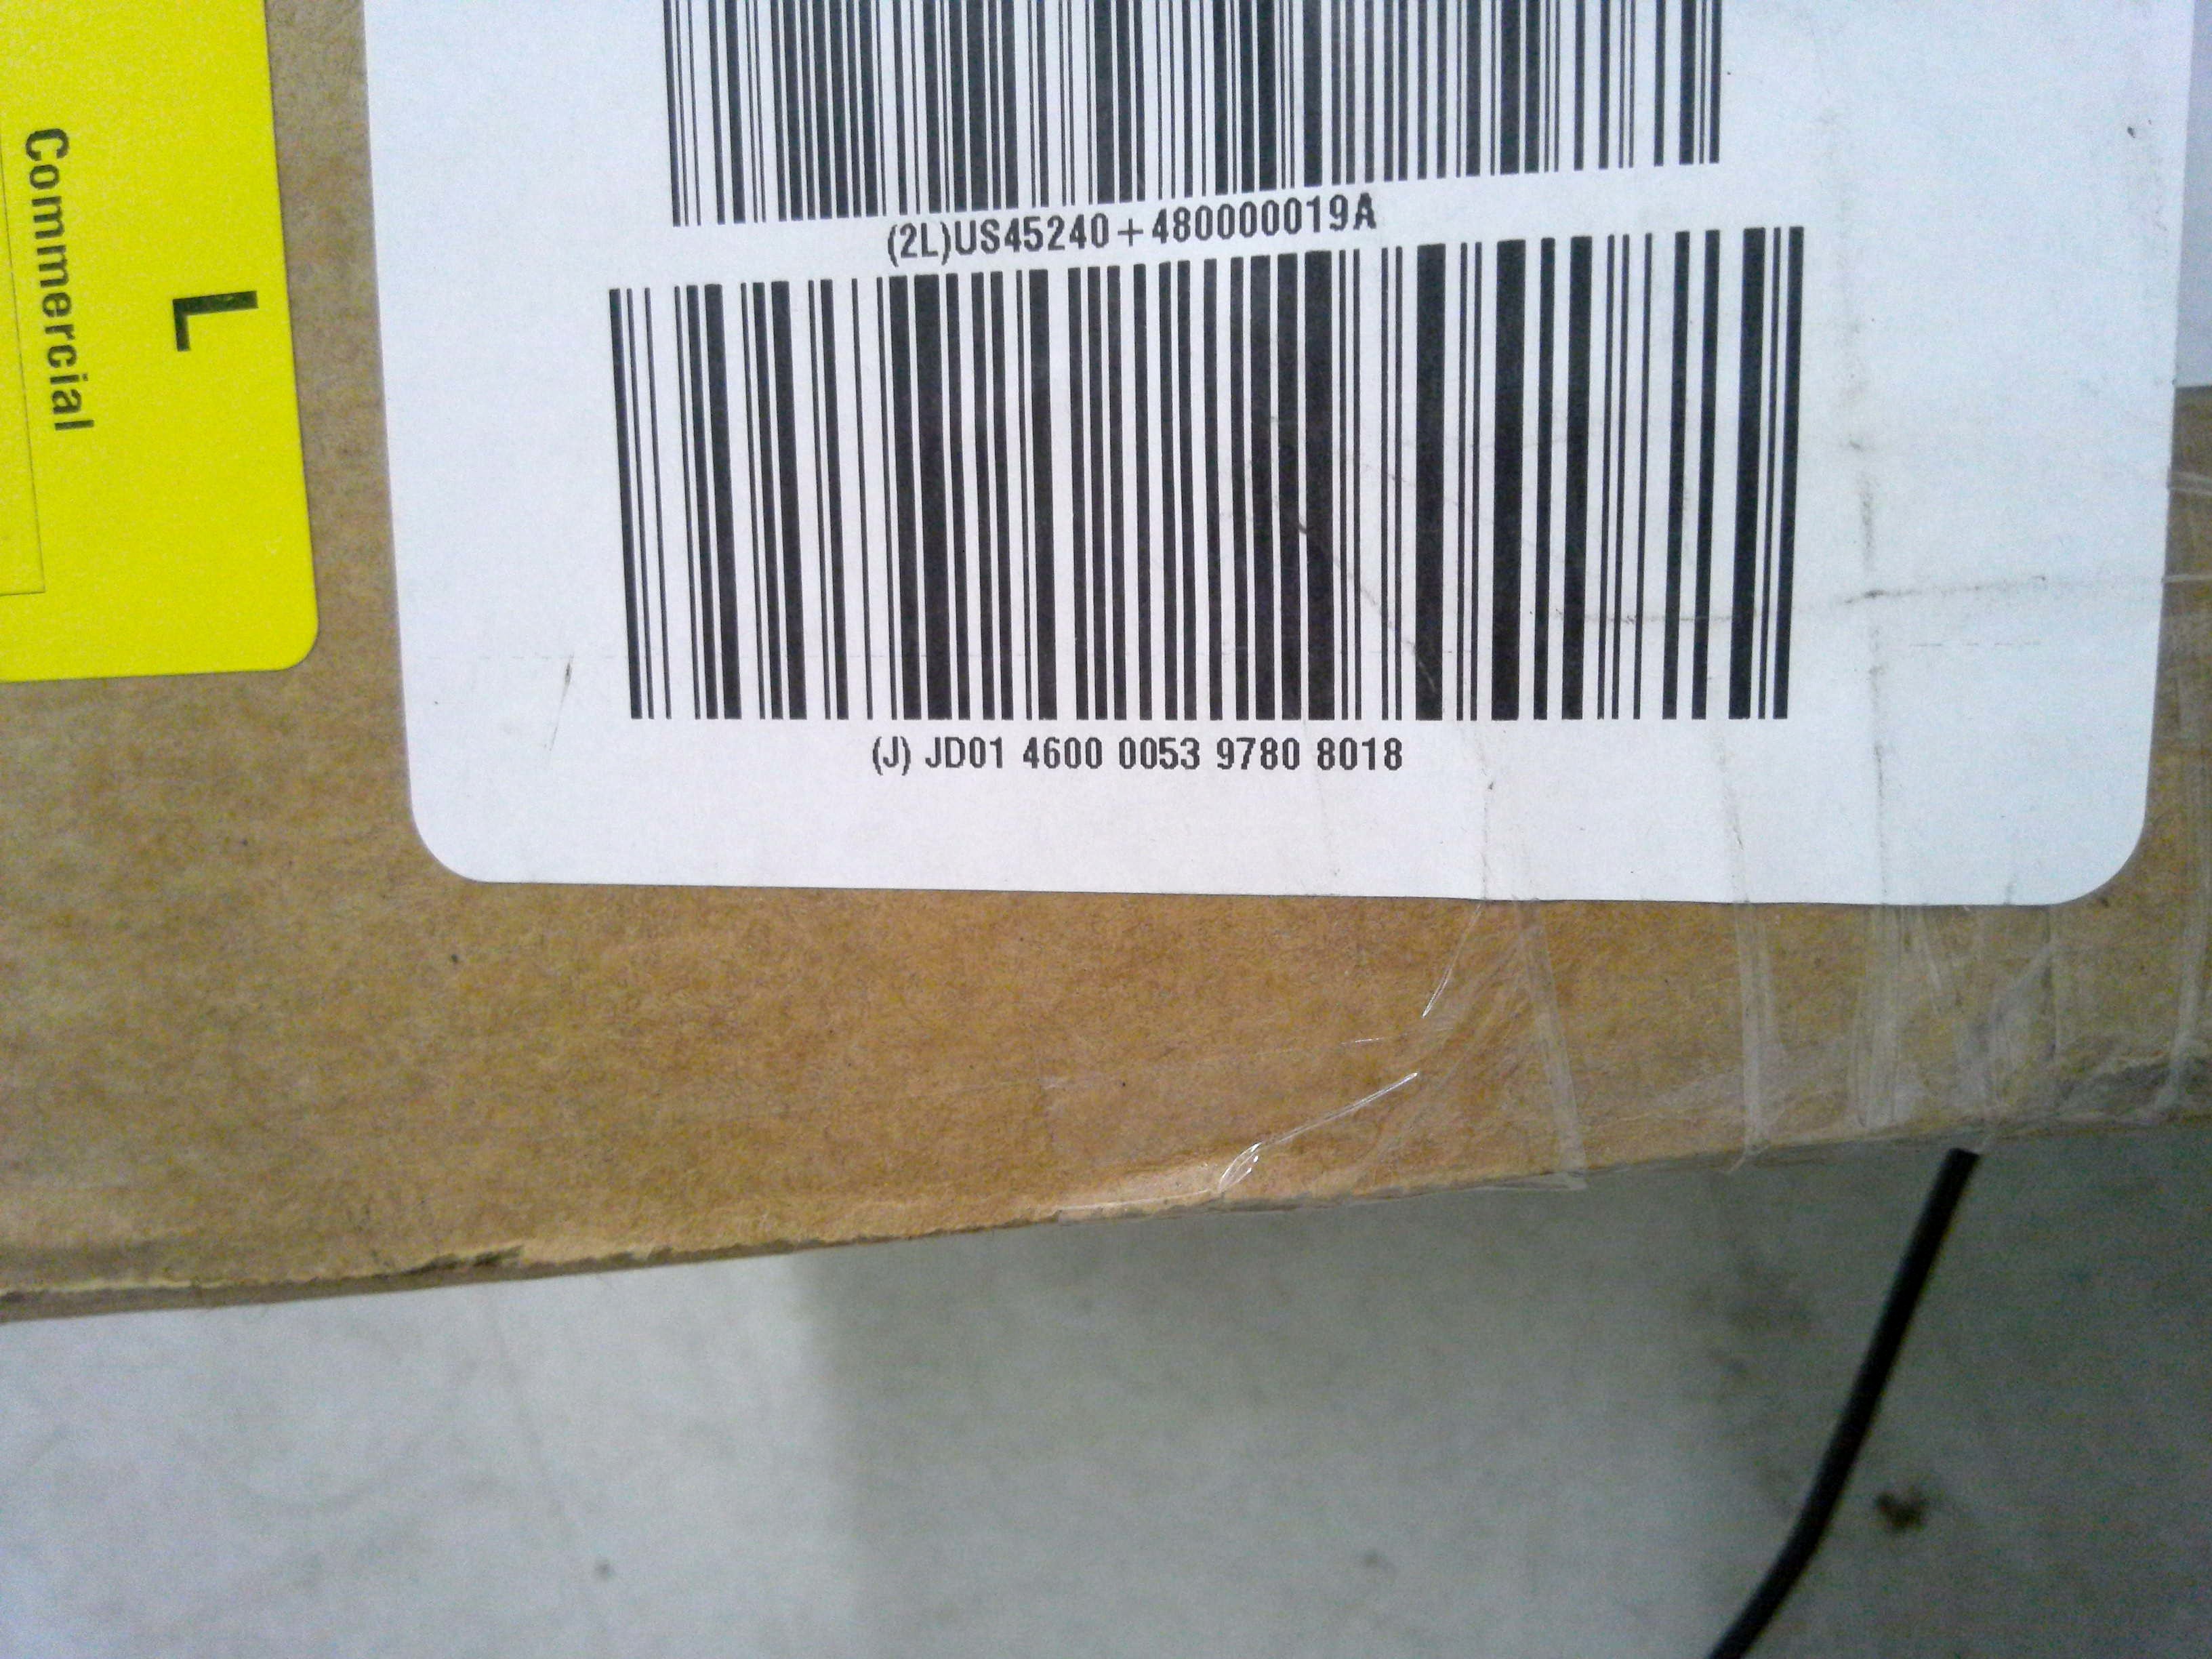 Commercial
L
(2L)US45240+480000019A
(J) JD01 4600 0053 9780 8018